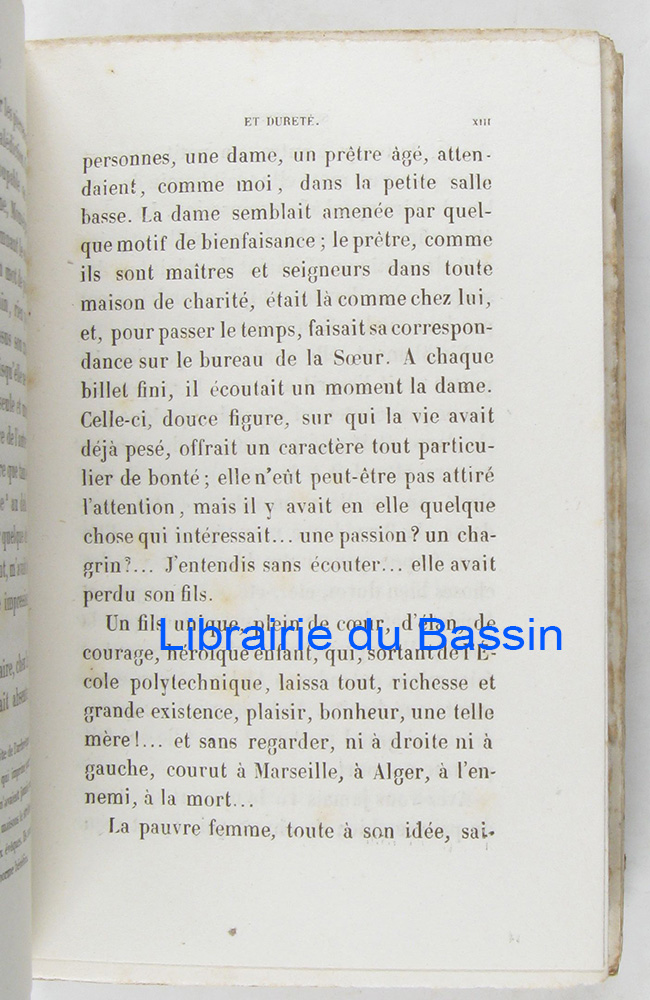 ET DURETÉ.
XIII
personnes, une dame, un prêtre âgé, atten-
daient, comme moi, dans la petite salle
basse. La dame semblait amenée par quel-
que motif de bienfaisance ; le prêtre, comme
ils sont maîtres et seigneurs dans toute
maison de charité, était là comme chez lui,
et, pour passer le temps, faisait sa correspon-
dance sur le bureau de la Sœur. A chaque
billet fini, il écoutait un moment la dame.
Celle-ci, douce figure, sur qui la vie avait
déjà pesé, offrait un caractère tout particu-
lier de bonté ; elle n'eût peut-être pas attiré
l'attention, mais il y avait en elle quelque
chose qui intéressait... une passion? un cha-
grin?... J'entendis sans écouter... elle avait
perdu son fils.
Un fils unique, plein de cœur, d'élan, de
Librairie du Bassin
courage, héroïque enfant, qui, sortant de l'É-
cole polytechnique, laissa tout, richesse et
grande existence, plaisir, bonheur, une telle
mère!... et sans regarder, ni à droite ni à
gauche, courut à Marseille, à Alger, à l'en-
nemi, à la mort...
La pauvre femme, toute à son idée, sai-